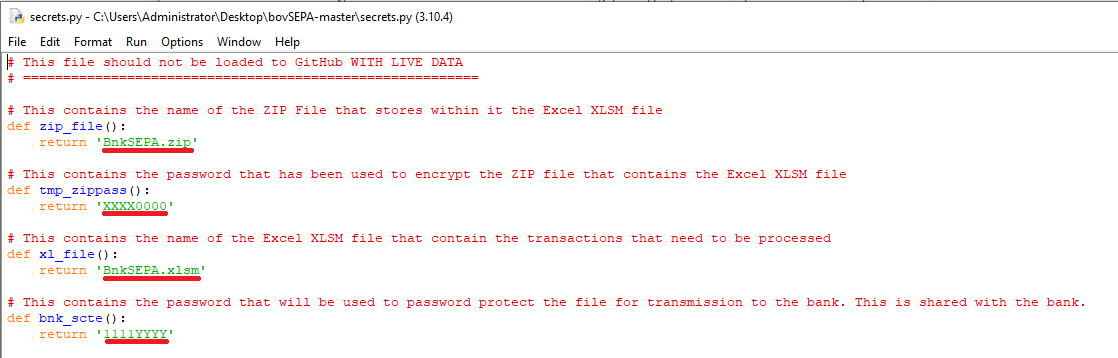 secrets.py - C:\Users\Administrator\Desktop\bovSEPA-master\secrets.py (3.10.4)
File Edit Format Run Options Window Help
# This file should not be loaded to GitHub WITH LIVE DATA
# =========================================================
# This contains the name of the ZIP File that stores within it the Excel XLSM file
def zip_file():
    return 'BnkSEPA.zip'
# This contains the password that has been used to encrypt the ZIP file that contains the Excel XLSM file
def tmp_zippass():
    return 'XXXX0000'
# This contains the name of the Excel XLSM file that contain the transactions that need to be processed
def xl_file():
    return 'BnkSEPA.xlsm'
# This contains the password that will be used to password protect the file for transmission to the bank. This is shared with the bank.
def bnk_scte():
    return '1111YYYY'